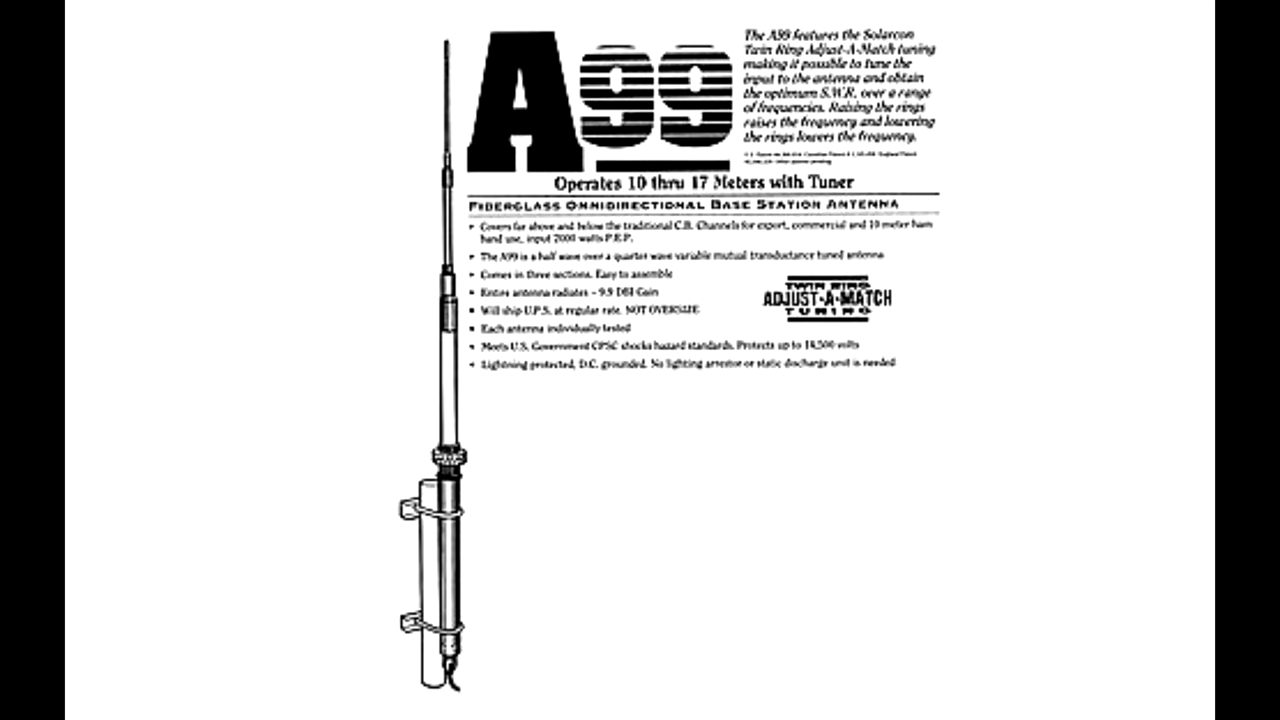 A99
The A99 features the Solarcon
Twin Ring Adjust-A-Match tuning
making it possible to tune the
input to the antenna and obtain
the optimum S.W.R. over a range
of frequencies. Raising the rings
raises the frequency and lowering
the rings lowers the frequency.
Operates 10 thru 17 Meters with Tuner
FIBERGLASS OMNIDIRECTIONAL BASE STATION ANTENNA
• Covers far above and below the traditional C.B. Channels for export, commercial and 10 meter ham
band use, input 2000 watts P.E.P.
• The A99 is a half wave over a quarter wave variable mutual transductance tuned antenna
• Comes in three sections. Easy to assemble
• Entire antenna radiates – 9.9 DBI Gain
• Will ship U.P.S. at regular rate. NOT OVERSIZE
• Each antenna individually tested
• Meets U.S. Government CPSC shocks hazard standards. Protects up to 14,500 volts
• Lightning protected, D.C. grounded. No lighting arrestor or static discharge unit is needed
TWIN RING
ADJUST-A-MATCH
TUNING